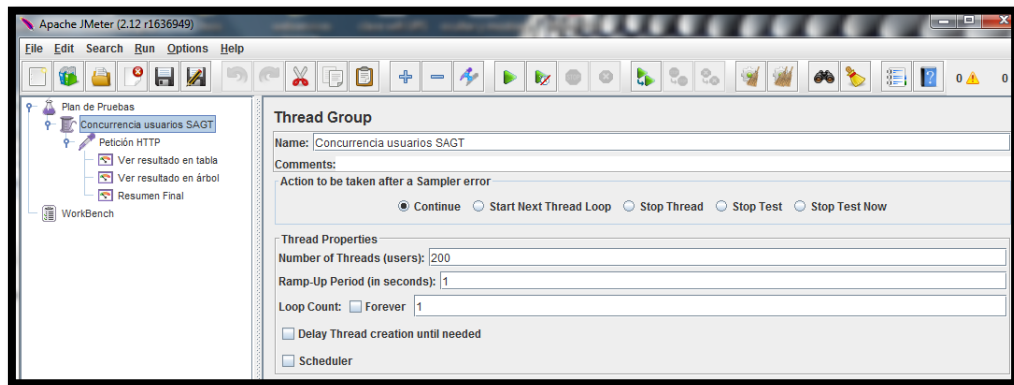 Apache JMeter (2.12 r1636949)
File Edit Search Run Options Help
0
0
Plan de Pruebas
Concurrencia usuarios SAGT
Petición HTTP
Ver resultado en tabla
Ver resultado en árbol
Resumen Final
WorkBench
Thread Group
Name: Concurrencia usuarios SAGT
Comments:
Action to be taken after a Sampler error
Continue Start Next Thread Loop Stop Thread Stop Test Stop Test Now
Thread Properties
Number of Threads (users): 200
Ramp-Up Period (in seconds): 1
Loop Count: Forever 1
Delay Thread creation until needed
Scheduler